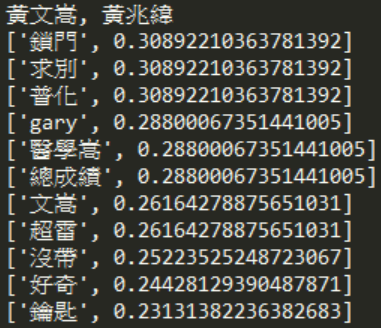 黃文嵩, 黃兆緯
['鎖門', 0.30892210363781392]
['求別', 0.30892210363781392]
['普化', 0.30892210363781392]
['gary', 0.28800067351441005]
['醫學嵩', 0.28800067351441005]
['總成績', 0.28800067351441005]
['文嵩', 0.26164278875651031]
['超雷', 0.26164278875651031]
['沒帶', 0.25223525248723067]
['好奇', 0.24428129390487871]
['鑰匙', 0.23131382236382683]